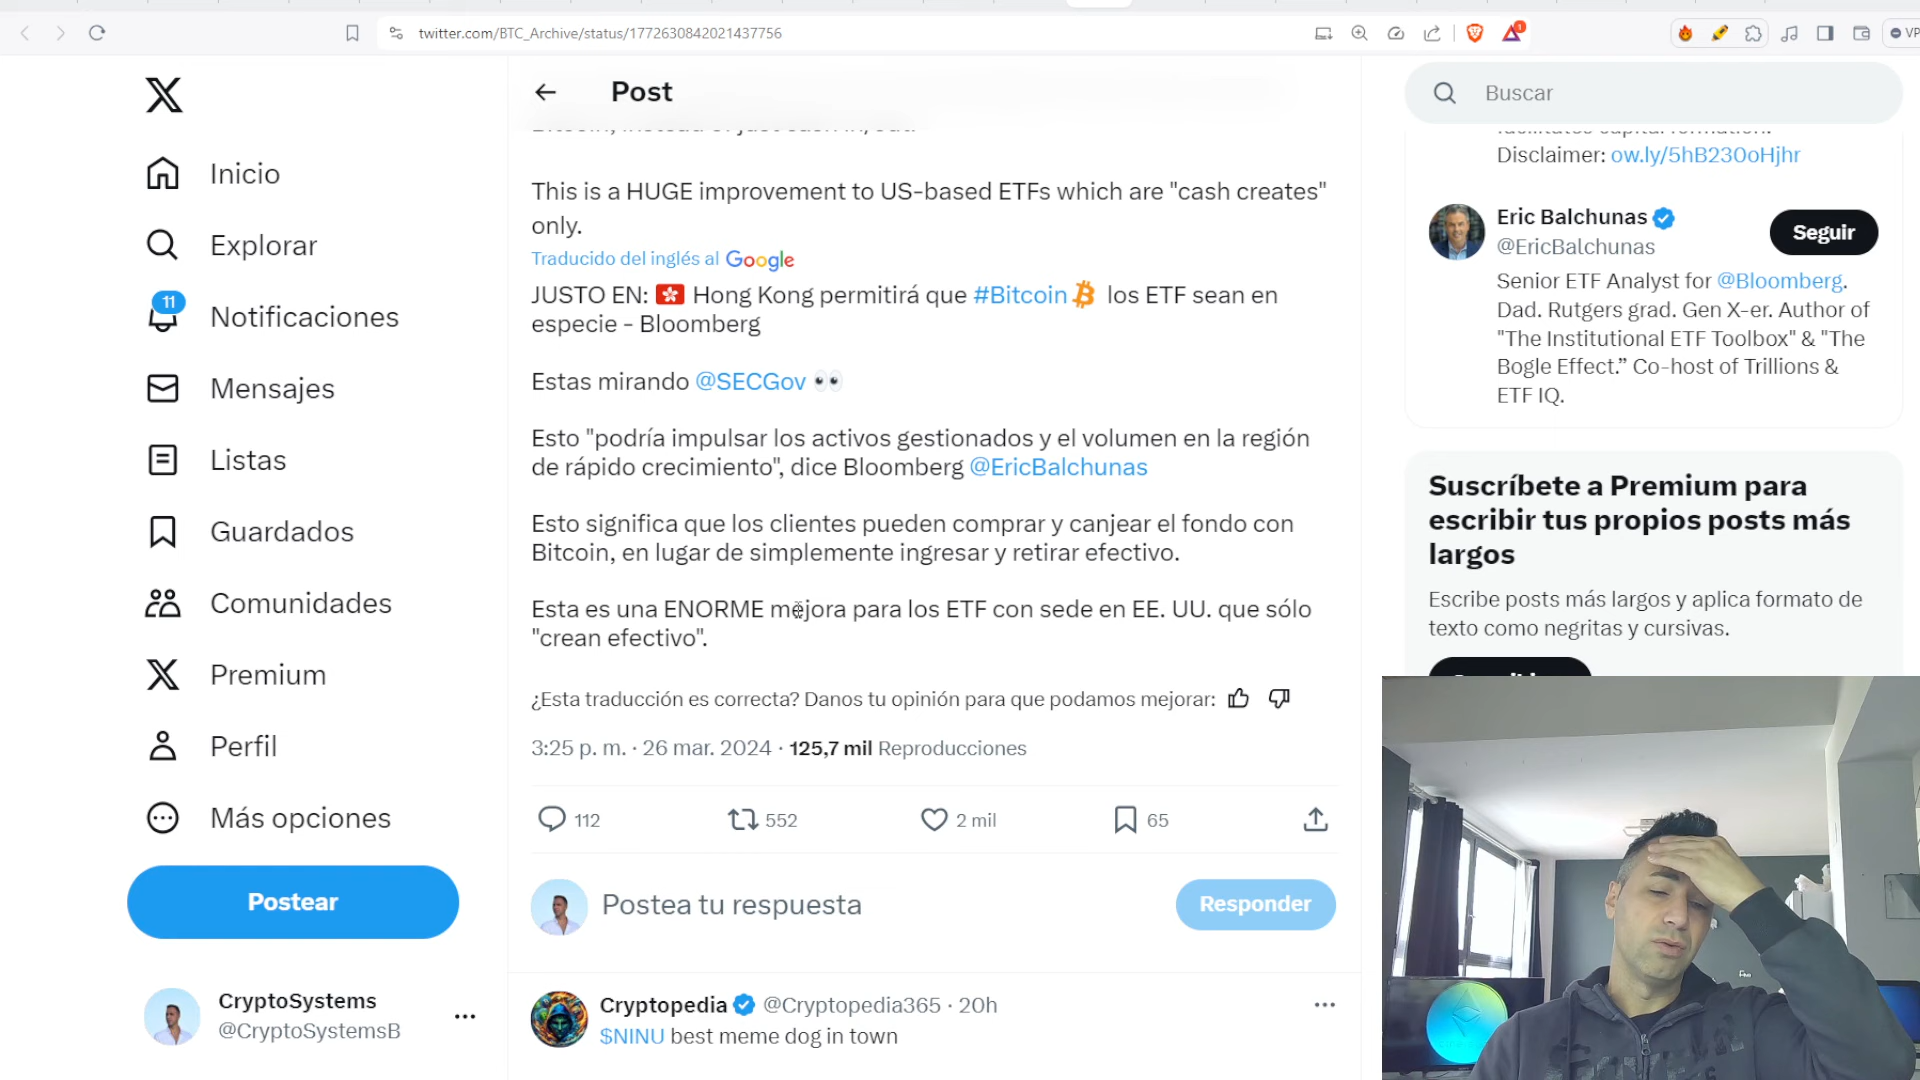 twitter.com/BTC_Archive/status/1772630842021437756
1
VP
Post
Buscar
Disclaimer: ow.ly/5hB230oHjhr
Inicio
Explorar
11
Notificaciones
Mensajes
Listas
Guardados
Comunidades
Premium
Perfil
Más opciones
Postear
CryptoSystems
@CryptoSystemsB
This is a HUGE improvement to US-based ETFs which are "cash creates"
only.
Traducido del inglés al Google
JUSTO EN: Hong Kong permitirá que #Bitcoin los ETF sean en
especie - Bloomberg
Estas mirando @SECGov
Esto "podría impulsar los activos gestionados y el volumen en la región
de rápido crecimiento", dice Bloomberg @EricBalchunas
Esto significa que los clientes pueden comprar y canjear el fondo con
Bitcoin, en lugar de simplemente ingresar y retirar efectivo.
Esta es una ENORME mejora para los ETF con sede en EE. UU. que sólo
"crean efectivo".
¿Esta traducción es correcta? Danos tu opinión para que podamos mejorar:
3:25 p. m. · 26 mar. 2024 · 125,7 mil Reproducciones
112
552
2 mil
65
Postea tu respuesta
Responder
Cryptopedia @Cryptopedia365 · 20h
$NINU best meme dog in town
Eric Balchunas
@EricBalchunas
Seguir
Senior ETF Analyst for @Bloomberg.
Dad. Rutgers grad. Gen X-er. Author of
"The Institutional ETF Toolbox" & "The
Bogle Effect.” Co-host of Trillions &
ETF IQ.
Suscríbete a Premium para
escribir tus propios posts más
largos
Escribe posts más largos y aplica formato de
texto como negritas y cursivas.